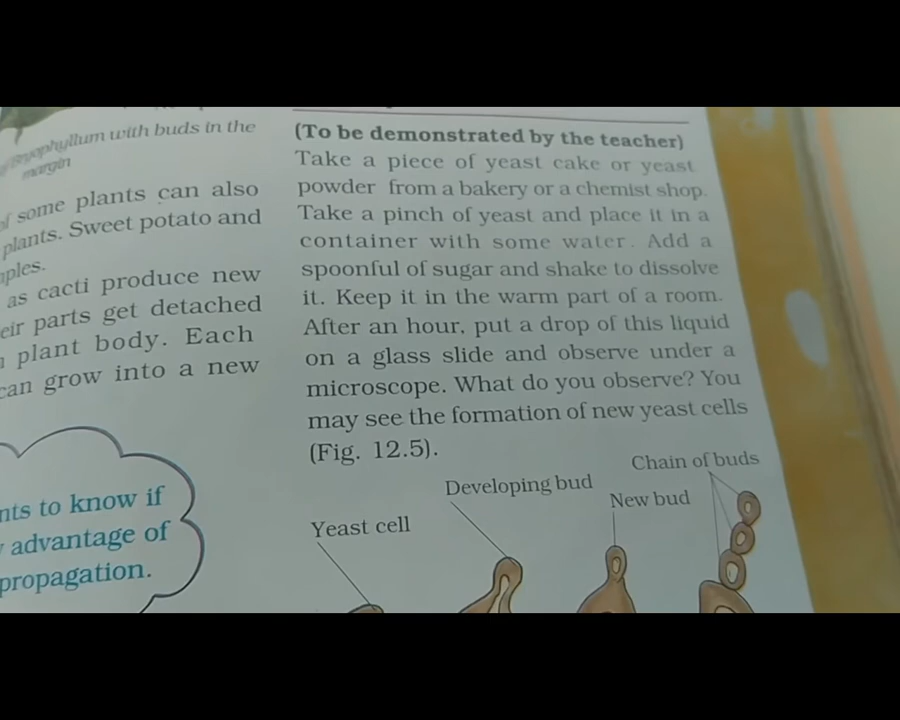 Bryophyllum with buds in the
margin
some plants can also
plants. Sweet potato and
as cacti produce new
parts get detached
plant body. Each
can grow into a new
to know if
advantage of
propagation.
(To be demonstrated by the teacher)
Take a piece of yeast cake or yeast
powder from a bakery or a chemist shop.
Take a pinch of yeast and place it in a
container with some water. Add a
spoonful of sugar and shake to dissolve
it. Keep it in the warm part of a room.
After an hour, put a drop of this liquid
on a glass slide and observe under a
microscope. What do you observe? You
may see the formation of new yeast cells
(Fig. 12.5).
Chain of buds
Developing bud
New bud
Yeast cell